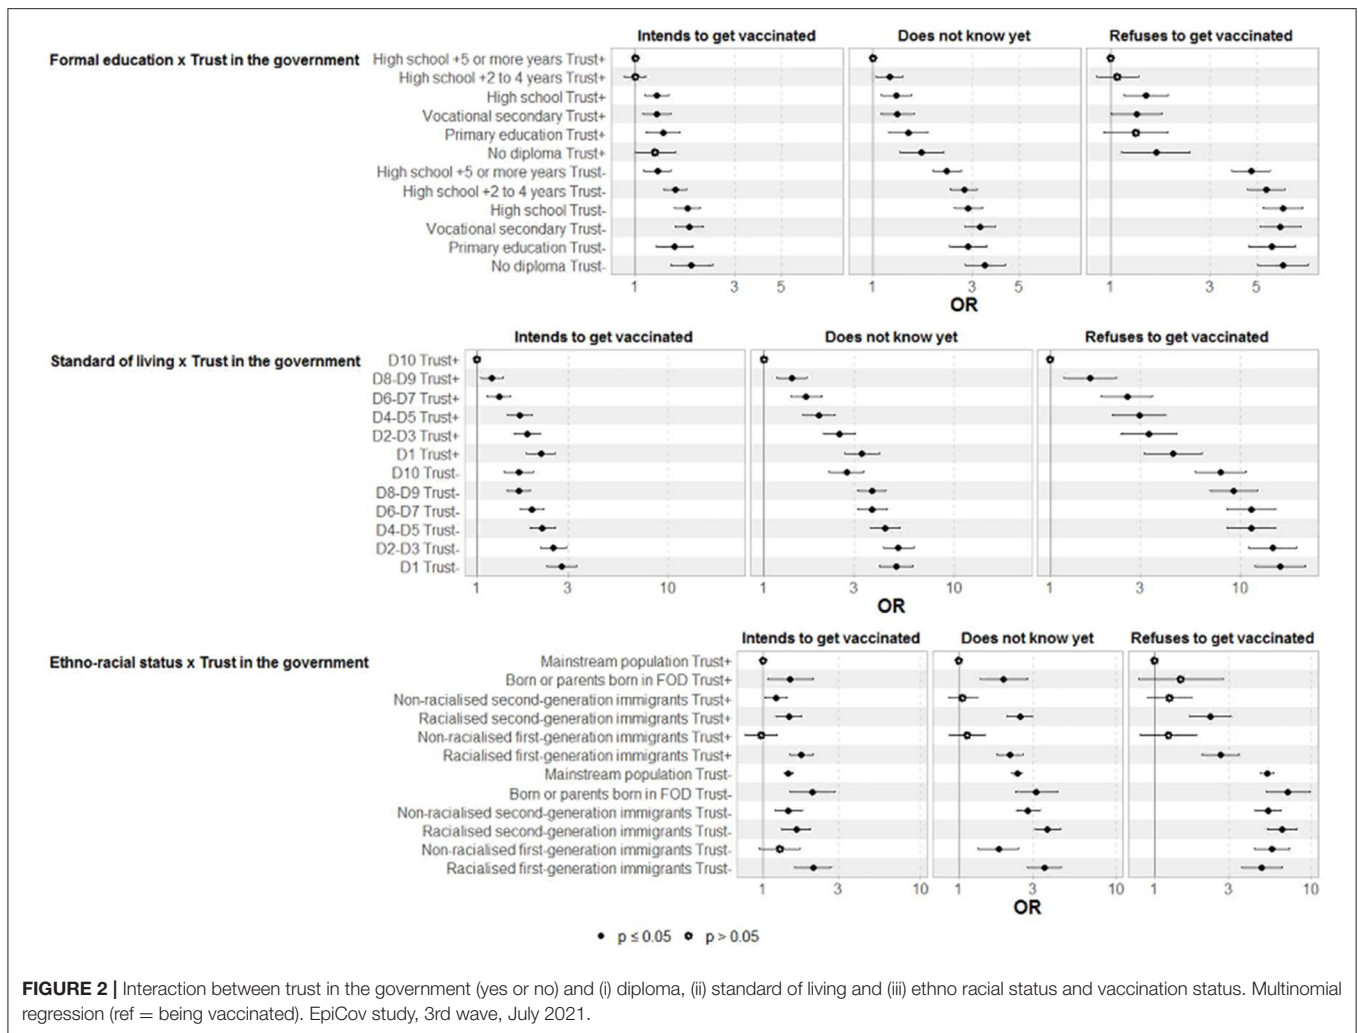 Intends to get vaccinated Does not know yet Refuses to get vaccinated
Formal education x Trust in the government High school +5 or more years Trust+
High school +2 to 4 years Trust+
High school Trust+
Vocational secondary Trust+
Primary education Trust+
No diploma Trust+
High school +5 or more years Trust-
High school +2 to 4 years Trust-
High school Trust-
Vocational secondary Trust-
Primary education Trust-
No diploma Trust-
1 3 5 1 3 5 1 3 5
OR
Intends to get vaccinated Does not know yet Refuses to get vaccinated
Standard of living x Trust in the government D10 Trust+
D8-D9 Trust+
D6-D7 Trust+
D4-D5 Trust+
D2-D3 Trust+
D1 Trust+
D10 Trust-
D8-D9 Trust-
D6-D7 Trust-
D4-D5 Trust-
D2-D3 Trust-
D1 Trust-
1 3 10 1 3 10 1 3 10
OR
Intends to get vaccinated Does not know yet Refuses to get vaccinated
Ethno-racial status x Trust in the government Mainstream population Trust+
Born or parents born in FOD Trust+
Non-racialised second-generation immigrants Trust+
Racialised second-generation immigrants Trust+
Non-racialised first-generation immigrants Trust+
Racialised first-generation immigrants Trust+
Mainstream population Trust-
Born or parents born in FOD Trust-
Non-racialised second-generation immigrants Trust-
Racialised second-generation immigrants Trust-
Non-racialised first-generation immigrants Trust-
Racialised first-generation immigrants Trust-
1 3 10 1 3 10 1 3 10
OR
p ≤ 0.05 p > 0.05
FIGURE 2 | Interaction between trust in the government (yes or no) and (i) diploma, (ii) standard of living and (iii) ethno racial status and vaccination status. Multinomial
regression (ref = being vaccinated). EpiCov study, 3rd wave, July 2021.